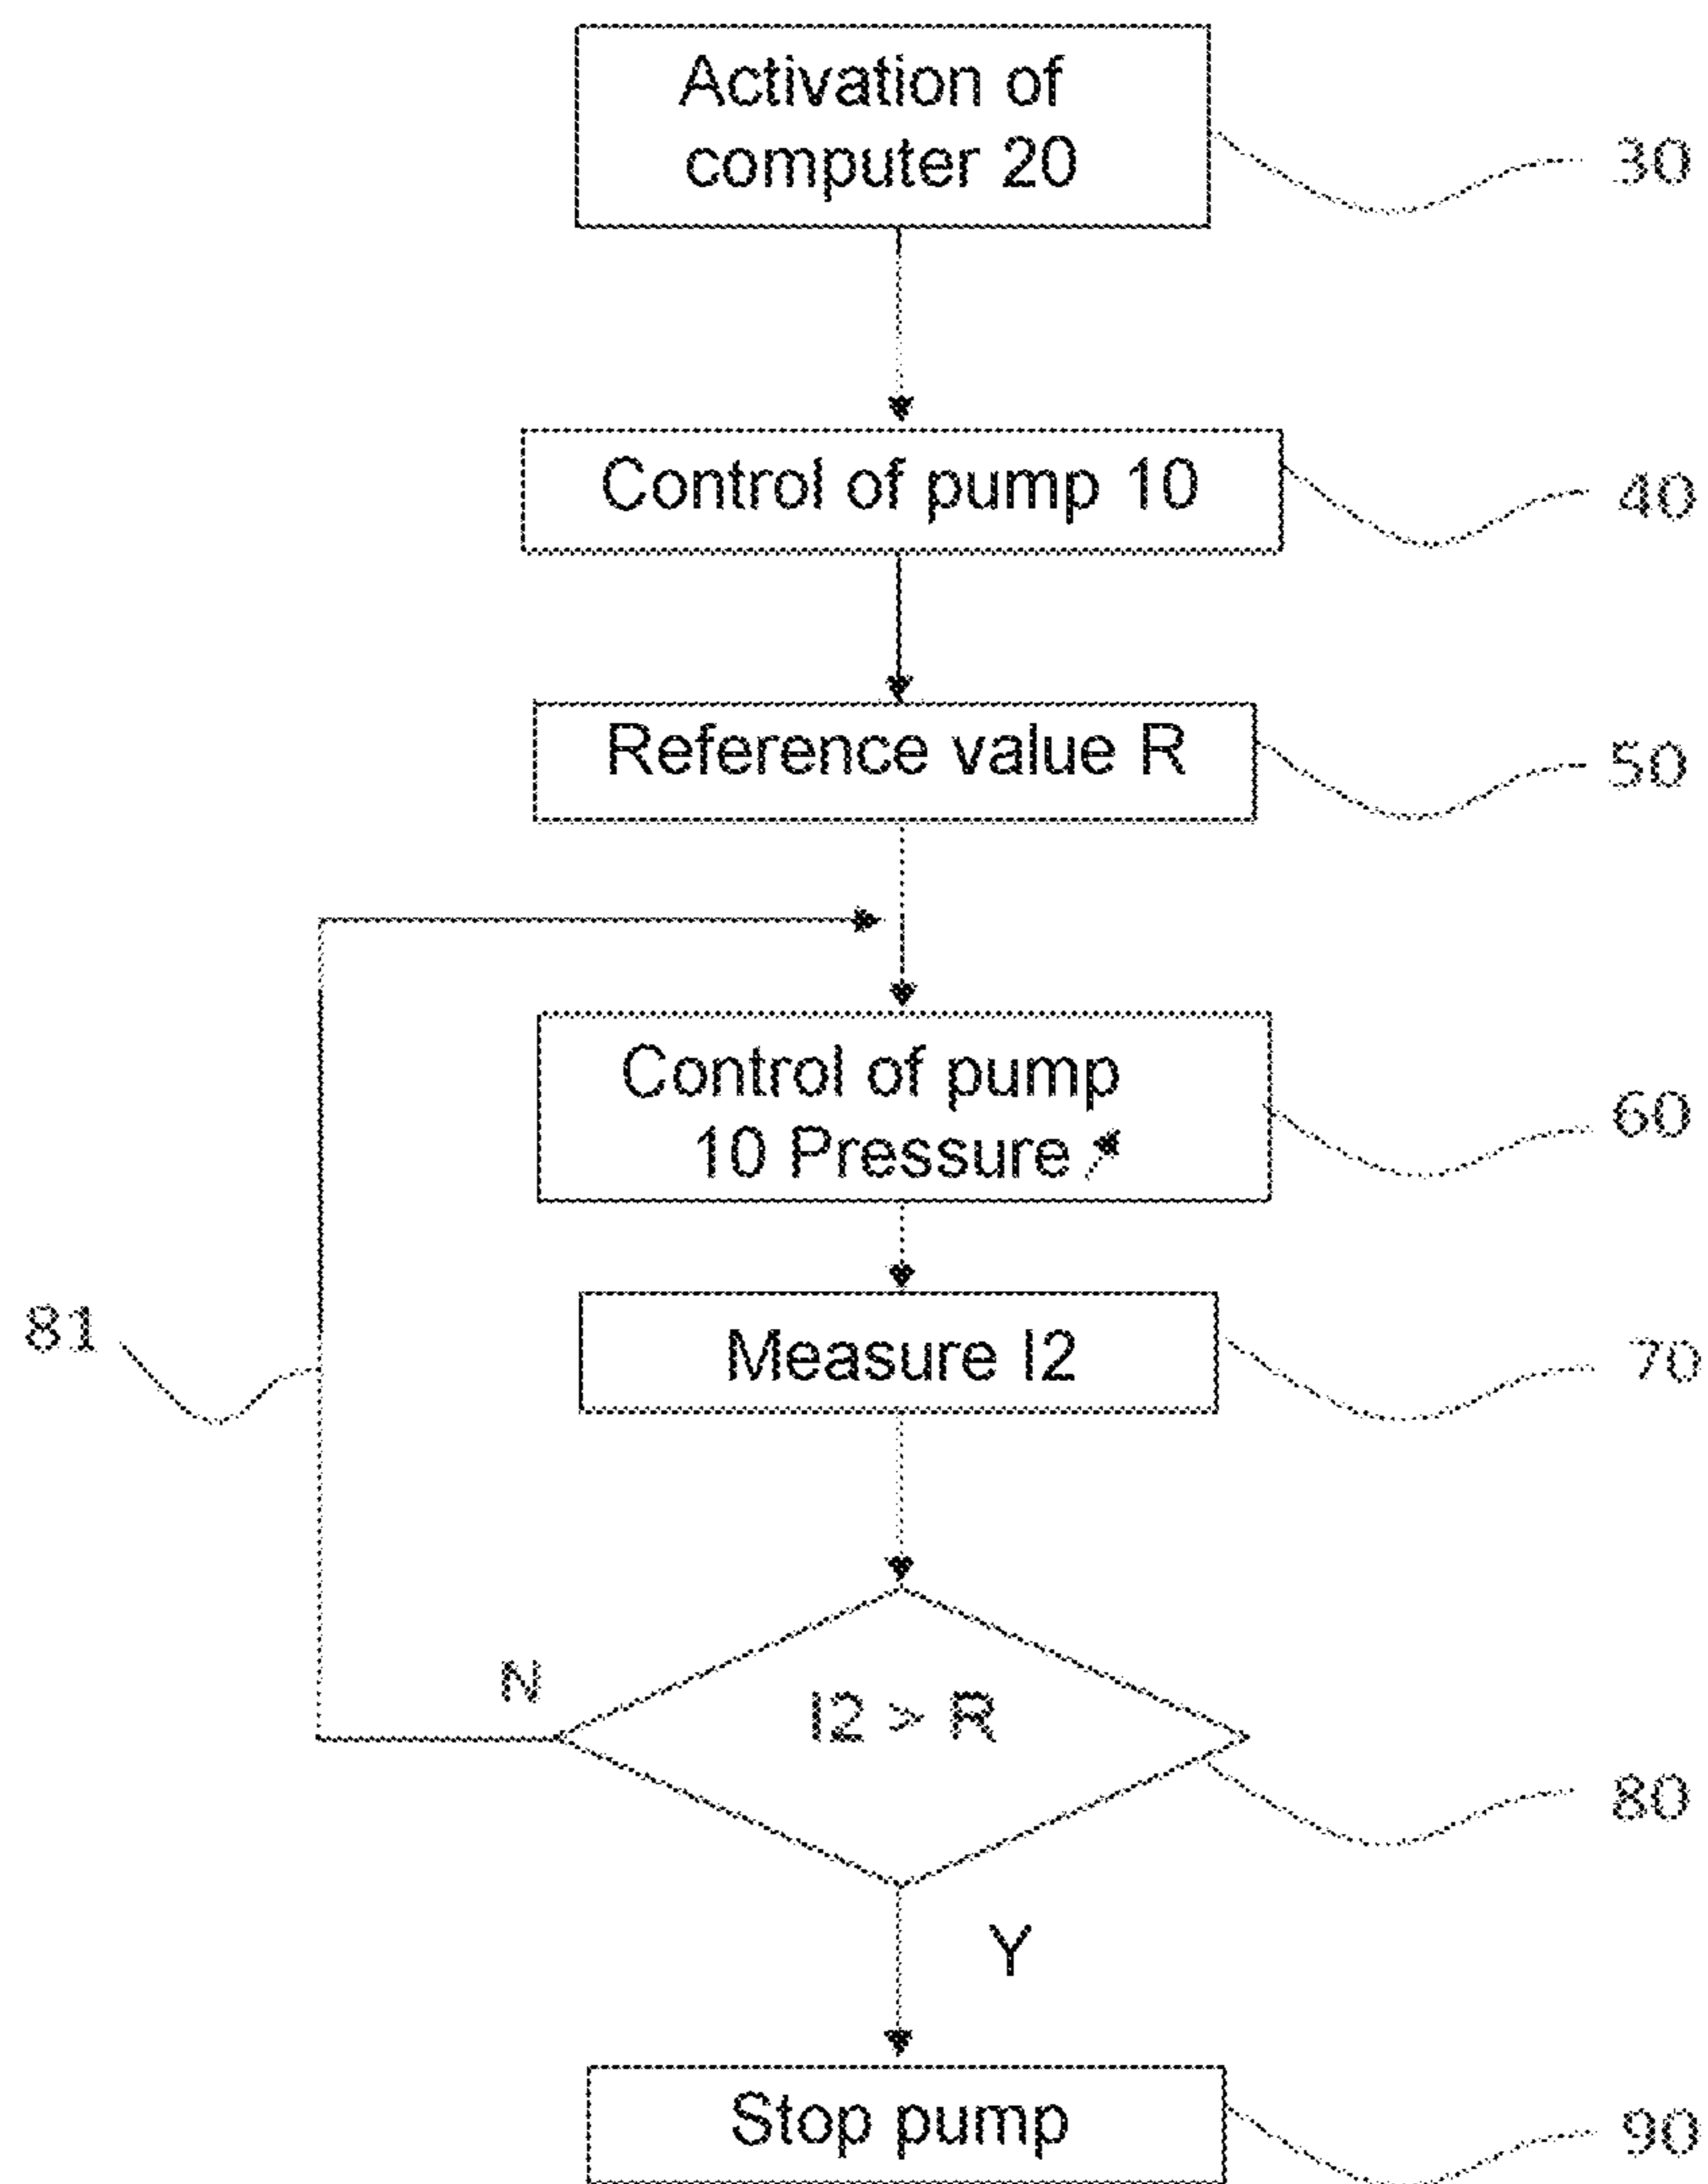 Activation of
computer 20
30
Control of pump 10
40
Reference value R
50
Control of pump
10 Pressure
60
81
Measure I2
70
N
I2 > R
80
Y
Stop pump
90